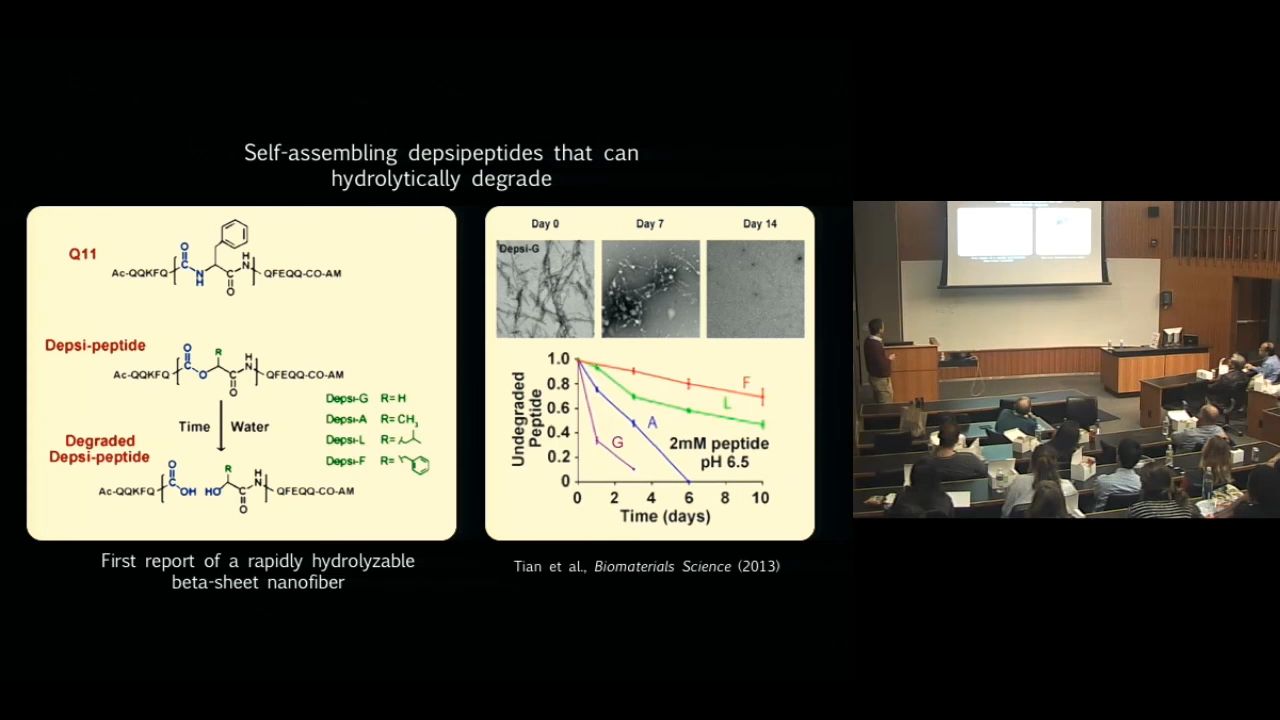 Self-assembling depsipeptides that can
hydrolytically degrade
Q11
Ac-QQKFQ
O
C
N
H
H
N
C
O
QFEQQ-CO-AM
Depsi-peptide
Ac-QQKFQ
O
C
O
R
H
N
C
O
QFEQQ-CO-AM
Time
Water
Depsi-G R= H
Depsi-A R= CH3
Depsi-L R=
Depsi-F R=
Degraded
Depsi-peptide
Ac-QQKFQ
O
C
OH
HO
R
H
N
C
O
QFEQQ-CO-AM
First report of a rapidly hydrolyzable
beta-sheet nanofiber
Day 0
Day 7
Day 14
Depsi-G
Undegraded
Peptide
1.0
0.8
0.6
0.4
0.2
0
F
L
A
G
2mM peptide
pH 6.5
0 2 4 6 8 10
Time (days)
Tian et al., Biomaterials Science (2013)